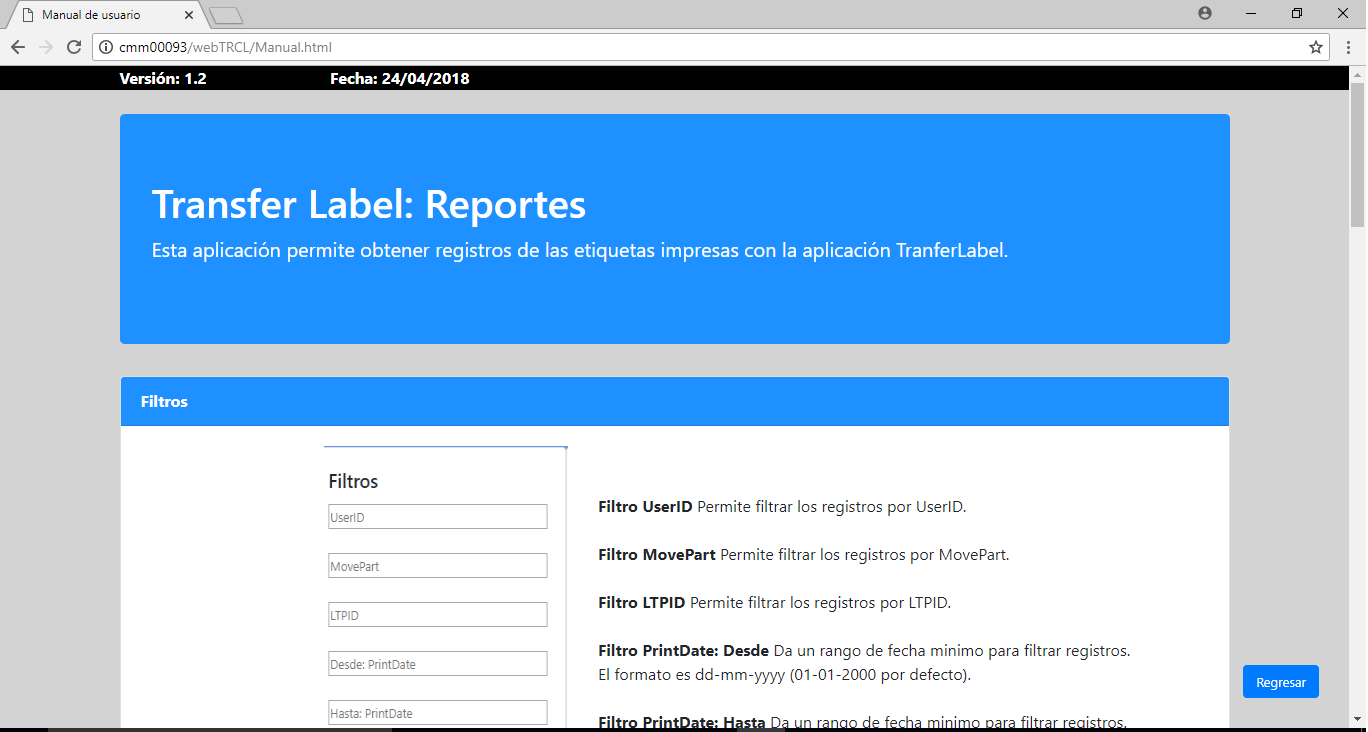 Manual de usuario
cmm00093/webTRCL/Manual.html
Versión: 1.2 Fecha: 24/04/2018
Transfer Label: Reportes
Esta aplicación permite obtener registros de las etiquetas impresas con la aplicación TranferLabel.
Filtros
Filtros
UserID
MovePart
LTPID
Desde: PrintDate
Hasta: PrintDate
Filtro UserID Permite filtrar los registros por UserID.
Filtro MovePart Permite filtrar los registros por MovePart.
Filtro LTPID Permite filtrar los registros por LTPID.
Filtro PrintDate: Desde Da un rango de fecha minimo para filtrar registros.
El formato es dd-mm-yyyy (01-01-2000 por defecto).
Filtro PrintDate: Hasta Da un rango de fecha minimo para filtrar registros.
Regresar